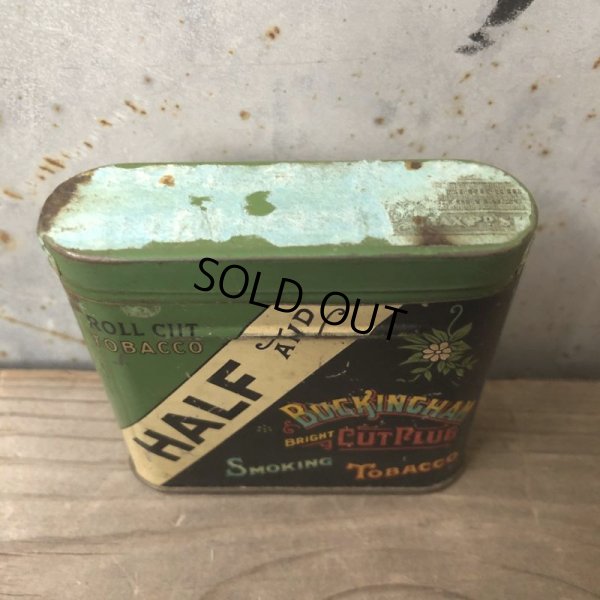 SOLD OUT
ROLL CUT
TOBACCO
HALF AND
BUCKINGHAM
BRIGHT CUT PLUG
SMOKING TOBACCO